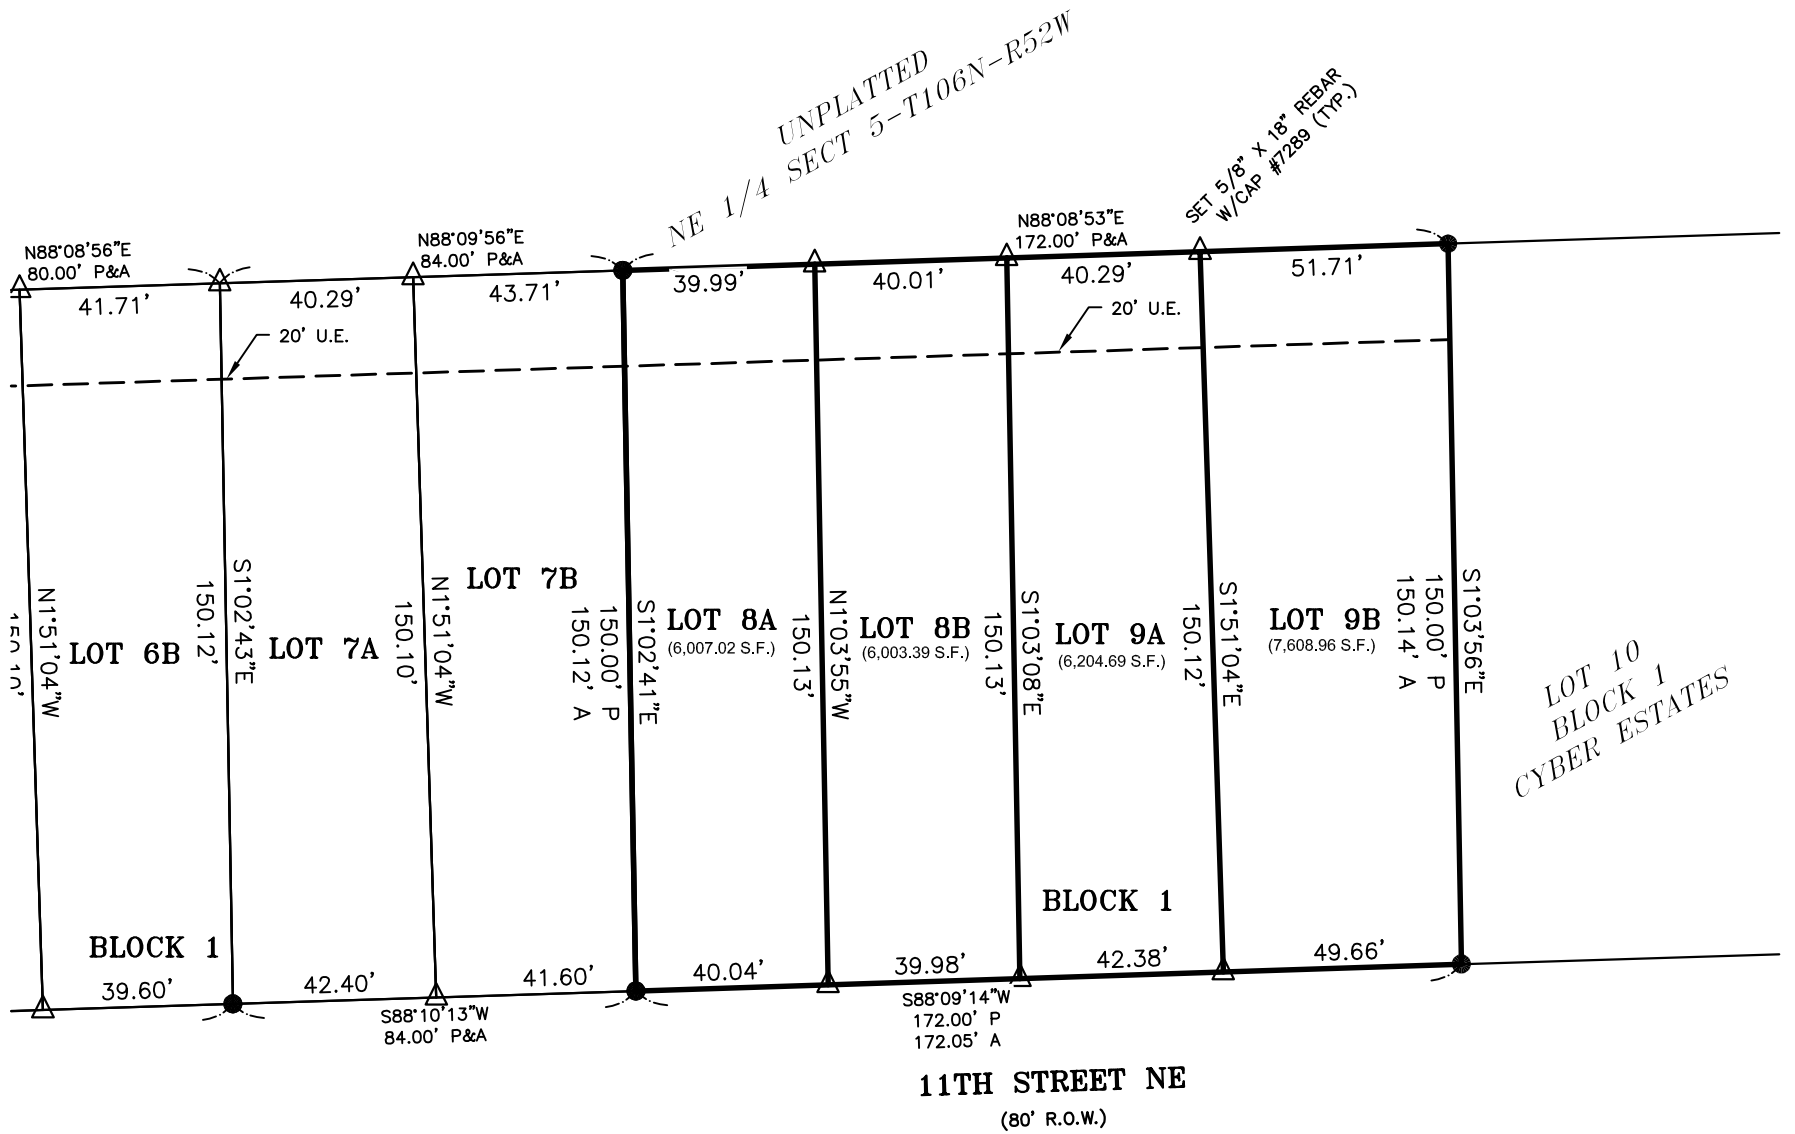 UNPLATTED
NE 1/4 SECT 5-T106N-R52W
SET 5/8" X 18" REBAR
W/CAP #7289 (TYP.)
N88°08'56"E
80.00' P&A
N88°09'56"E
84.00' P&A
N88°08'53"E
172.00' P&A
41.71'
40.29'
43.71'
39.99'
40.01'
40.29'
51.71'
20' U.E.
20' U.E.
150.10'
N1°51'04"W
LOT 6B
150.12'
S1°02'43"E
LOT 7A
150.10'
N1°51'04"W
LOT 7B
150.12' A
150.00' P
S1°02'41"E
LOT 8A
(6,007.02 S.F.)
150.13'
N1°03'55"W
LOT 8B
(6,003.39 S.F.)
150.13'
S1°03'08"E
LOT 9A
(6,204.69 S.F.)
150.12'
S1°51'04"E
LOT 9B
(7,608.96 S.F.)
150.14' A
150.00' P
S1°03'56"E
LOT 10
BLOCK 1
CYBER ESTATES
BLOCK 1
BLOCK 1
39.60'
42.40'
41.60'
40.04'
39.98'
42.38'
49.66'
S88°10'13"W
84.00' P&A
S88°09'14"W
172.00' P
172.05' A
11TH STREET NE
(80' R.O.W.)